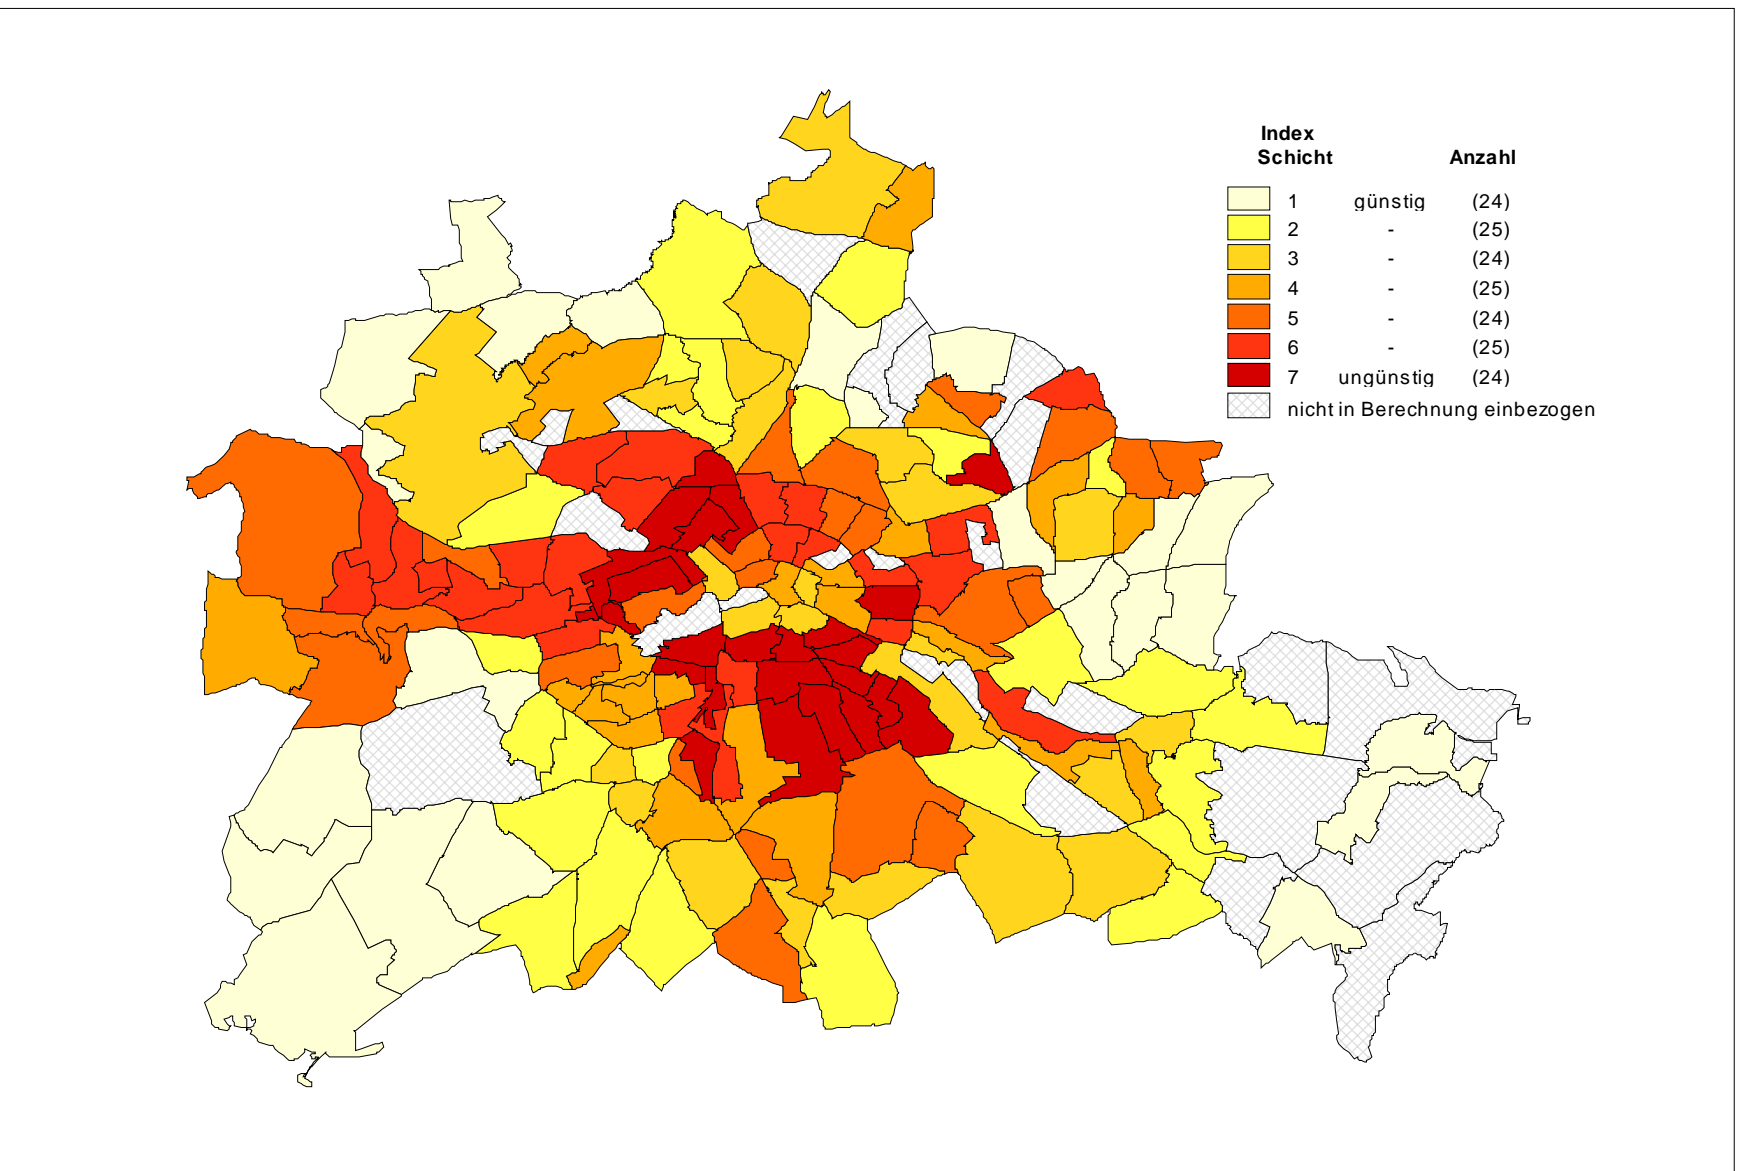 Index
Schicht Anzahl
1 günstig (24)
2 - (25)
3 - (24)
4 - (25)
5 - (24)
6 - (25)
7 ungünstig (24)
nicht in Berechnung einbezogen